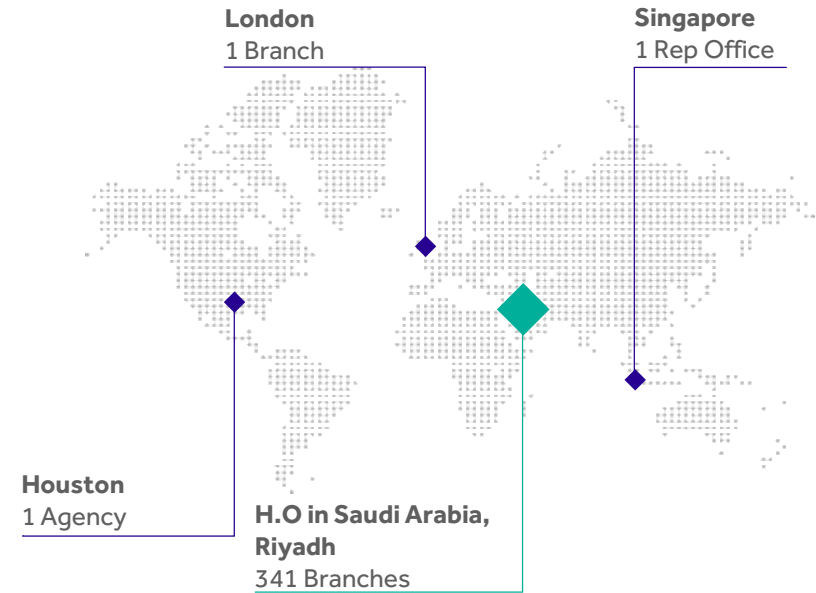 London
1 Branch
Singapore
1 Rep Office
Houston
1 Agency
H.O in Saudi Arabia,
Riyadh
341 Branches